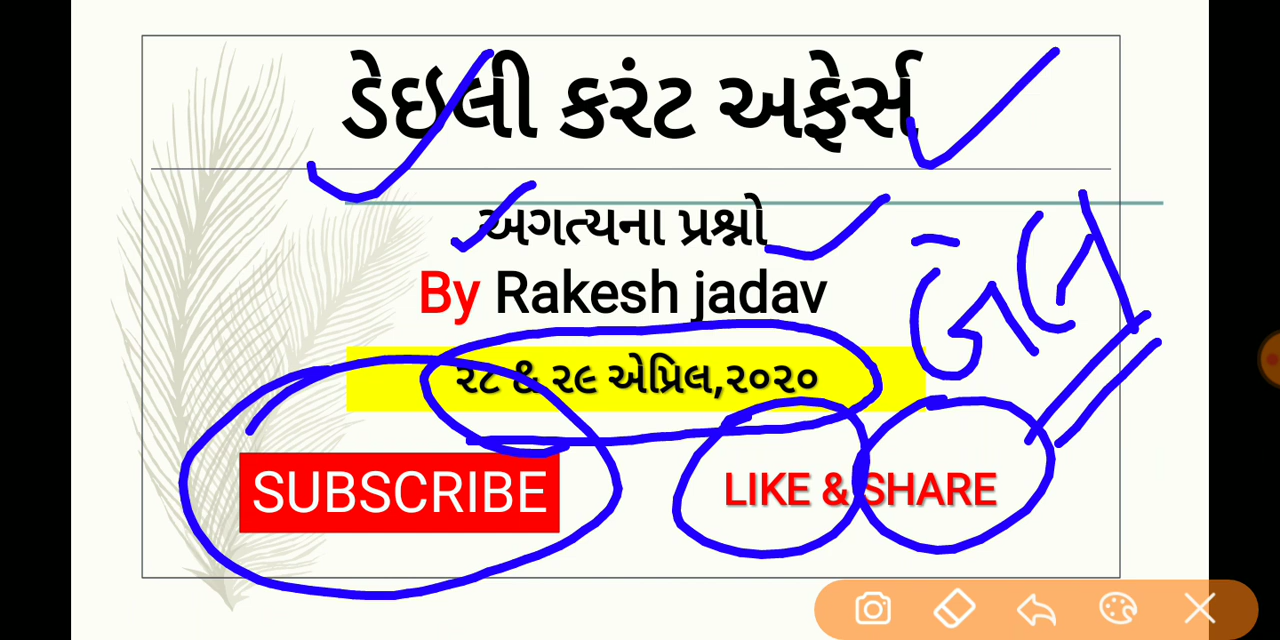 ડેઇલી કરંટ અફેર્સ
અગત્યના પ્રશ્નો
By Rakesh jadav
૨૮ & ૨૯ એપ્રિલ,૨૦૨૦
SUBSCRIBE
LIKE & SHARE